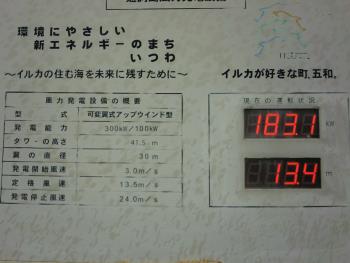 環境にやさしい
新エネルギーのまち
いつわ
～イルカの住む海を未来に残すために～
イルカが好きな町、五和。
風力発電設備の概要
型式 可変翼式アップウインド型
発電能力 300kW/100kW
タワーの高さ 41.5m
翼の直径 30m
発電開始風速 3.0m/s
定格風速 13.5m/s
発電停止風速 24.0m/s
現在の運転状況
183.1 kW
13.4 m/s